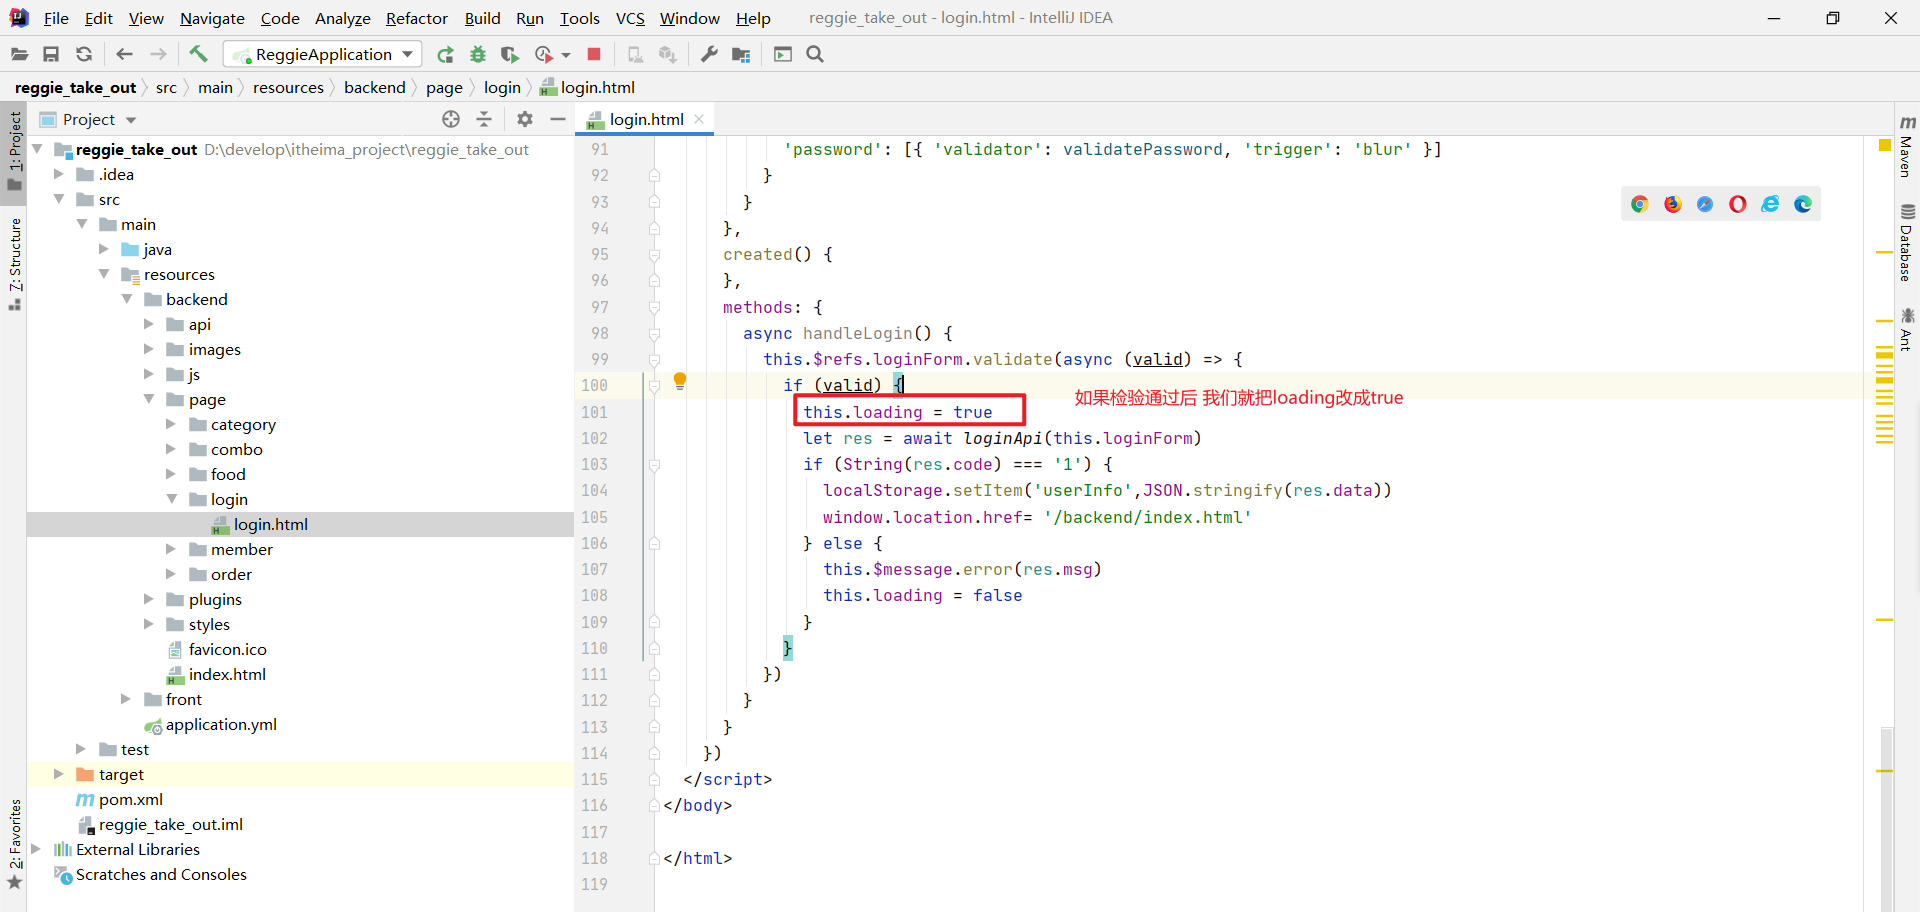 File Edit View Navigate Code Analyze Refactor Build Run Tools VCS Window Help reggie_take_out - login.html - IntelliJ IDEA
ReggieApplication
reggie_take_out src main resources backend page login login.html
Project
login.html
1: Project
7: Structure
2: Favorites
reggie_take_out D:\develop\itheima_project\reggie_take_out
.idea
src
main
java
resources
backend
api
images
js
page
category
combo
food
login
login.html
member
order
plugins
styles
favicon.ico
index.html
front
application.yml
test
target
pom.xml
reggie_take_out.iml
External Libraries
Scratches and Consoles
91 'password': [{ 'validator': validatePassword, 'trigger': 'blur' }]
92 }
93 }
94 },
95 created() {
96 },
97 methods: {
98 async handleLogin() {
99 this.$refs.loginForm.validate(async (valid) => {
100 if (valid) {
如果检验通过后 我们就把loading改成true
101 this.loading = true
102 let res = await loginApi(this.loginForm)
103 if (String(res.code) === '1') {
104 localStorage.setItem('userInfo',JSON.stringify(res.data))
105 window.location.href= '/backend/index.html'
106 } else {
107 this.$message.error(res.msg)
108 this.loading = false
109 }
110 }
111 })
112 }
113 }
114 })
115 </script>
116 </body>
117
118 </html>
119
Maven
Database
Ant